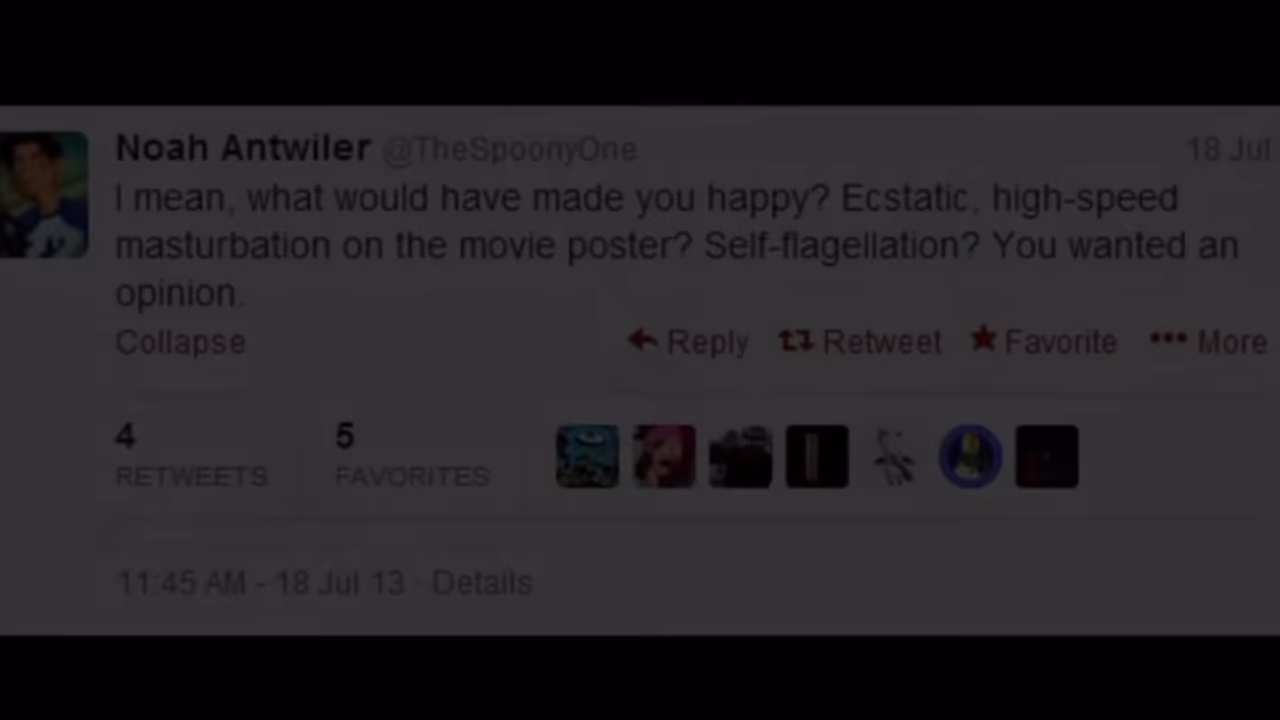 Noah Antwiler @TheSpoonyOne 18 Jul
I mean, what would have made you happy? Ecstatic, high-speed
masturbation on the movie poster? Self-flagellation? You wanted an
opinion.
Collapse Reply Retweet Favorite More
4 5
RETWEETS FAVORITES
11:45 AM - 18 Jul 13 · Details